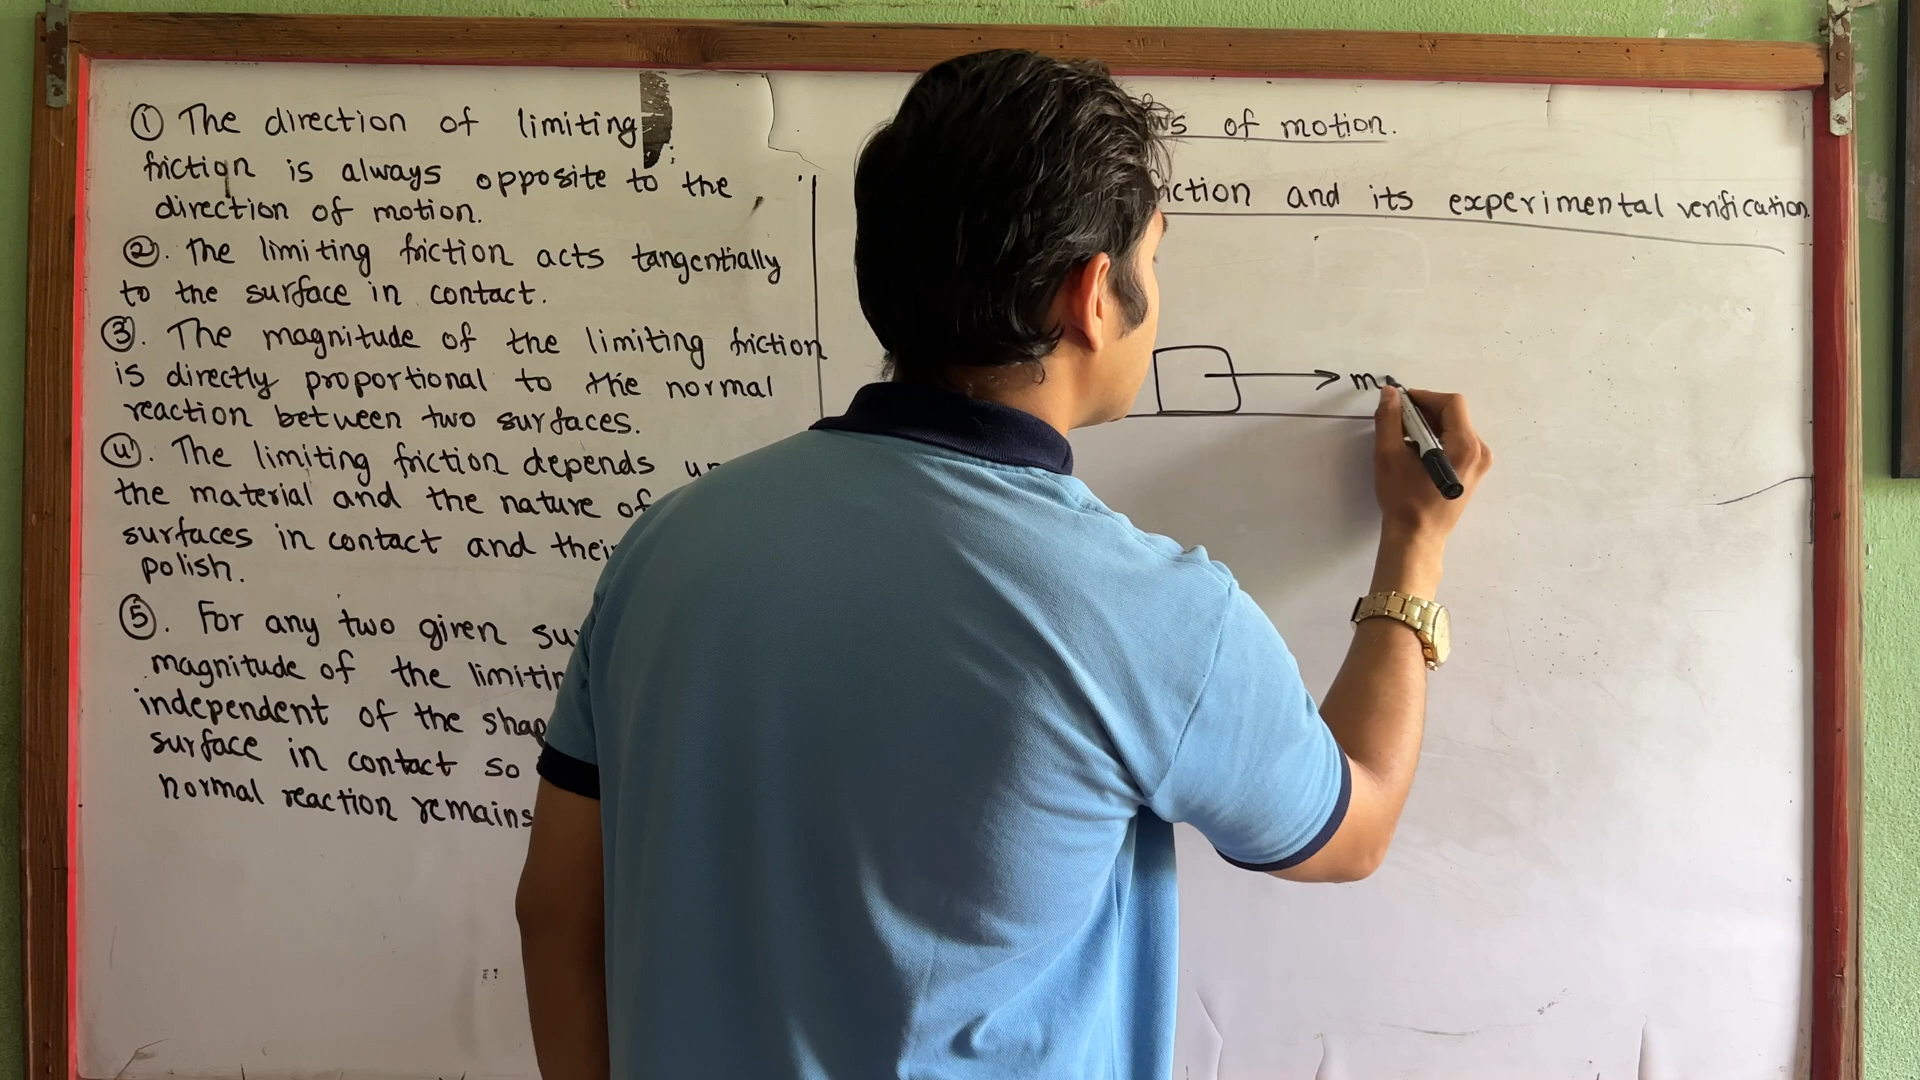 ① The direction of limiting
friction is always opposite to the
direction of motion.
②. The limiting friction acts tangentially
to the surface in contact.
③. The magnitude of the limiting friction
is directly proportional to the normal
reaction between two surfaces.
④. The limiting friction depends
the material and the nature of
surfaces in contact and their
polish.
⑤. For any two given
magnitude of the
independent of the
surface in contact so
normal reaction remains
of motion.
and its experimental verification.